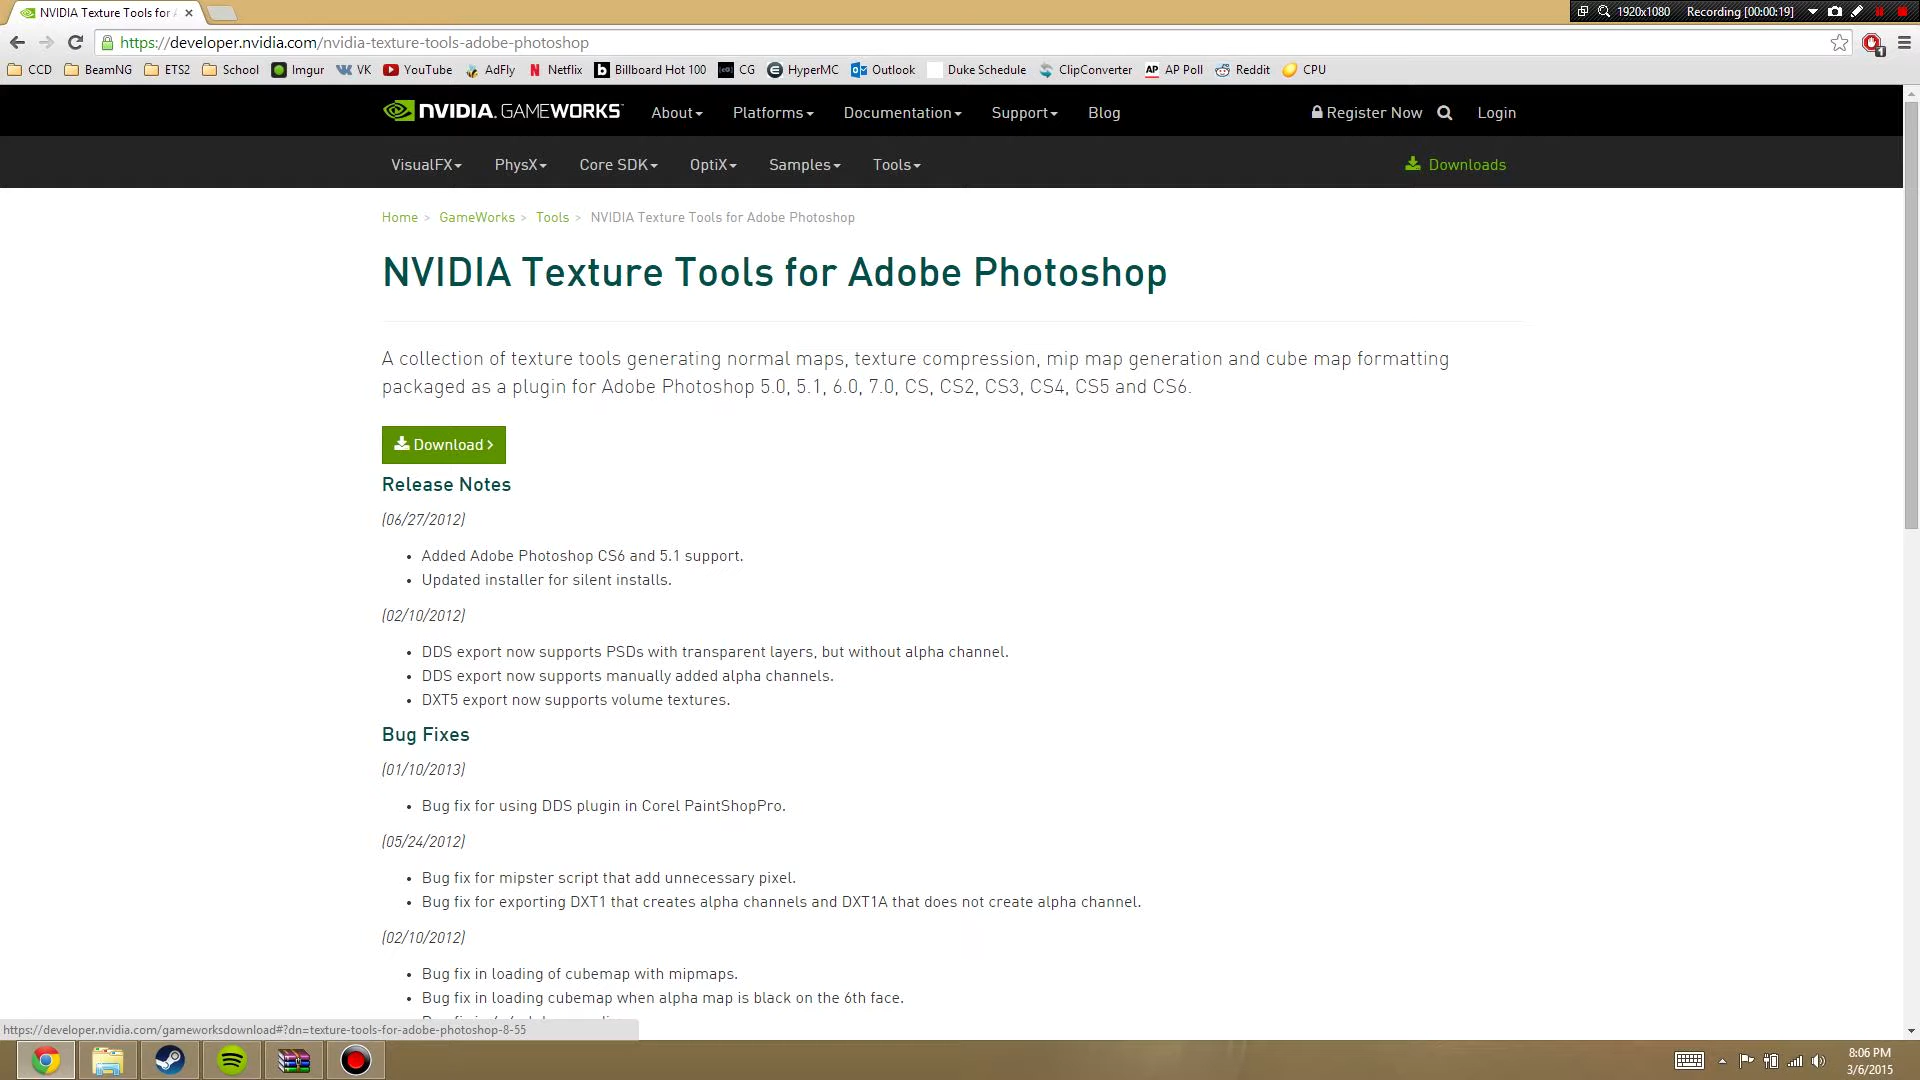 NVIDIA Texture Tools for A
1920x1080 Recording [00:00:19]
https://developer.nvidia.com/nvidia-texture-tools-adobe-photoshop
1
CCD BeamNG ETS2 School Imgur VK YouTube AdFly Netflix Billboard Hot 100 CG HyperMC Outlook Duke Schedule ClipConverter AP AP Poll Reddit CPU
NVIDIA. GAMEWORKS About Platforms Documentation Support Blog Register Now Login
VisualFX PhysX Core SDK OptiX Samples Tools Downloads
Home > GameWorks > Tools > NVIDIA Texture Tools for Adobe Photoshop
NVIDIA Texture Tools for Adobe Photoshop
A collection of texture tools generating normal maps, texture compression, mip map generation and cube map formatting
packaged as a plugin for Adobe Photoshop 5.0, 5.1, 6.0, 7.0, CS, CS2, CS3, CS4, CS5 and CS6.
Download >
Release Notes
(06/27/2012)
• Added Adobe Photoshop CS6 and 5.1 support.
• Updated installer for silent installs.
(02/10/2012)
• DDS export now supports PSDs with transparent layers, but without alpha channel.
• DDS export now supports manually added alpha channels.
• DXT5 export now supports volume textures.
Bug Fixes
(01/10/2013)
• Bug fix for using DDS plugin in Corel PaintShopPro.
(05/24/2012)
• Bug fix for mipster script that add unnecessary pixel.
• Bug fix for exporting DXT1 that creates alpha channels and DXT1A that does not create alpha channel.
(02/10/2012)
• Bug fix in loading of cubemap with mipmaps.
• Bug fix in loading cubemap when alpha map is black on the 6th face.
https://developer.nvidia.com/gameworksdownload#?dn=texture-tools-for-adobe-photoshop-8-55
8:06 PM
3/6/2015